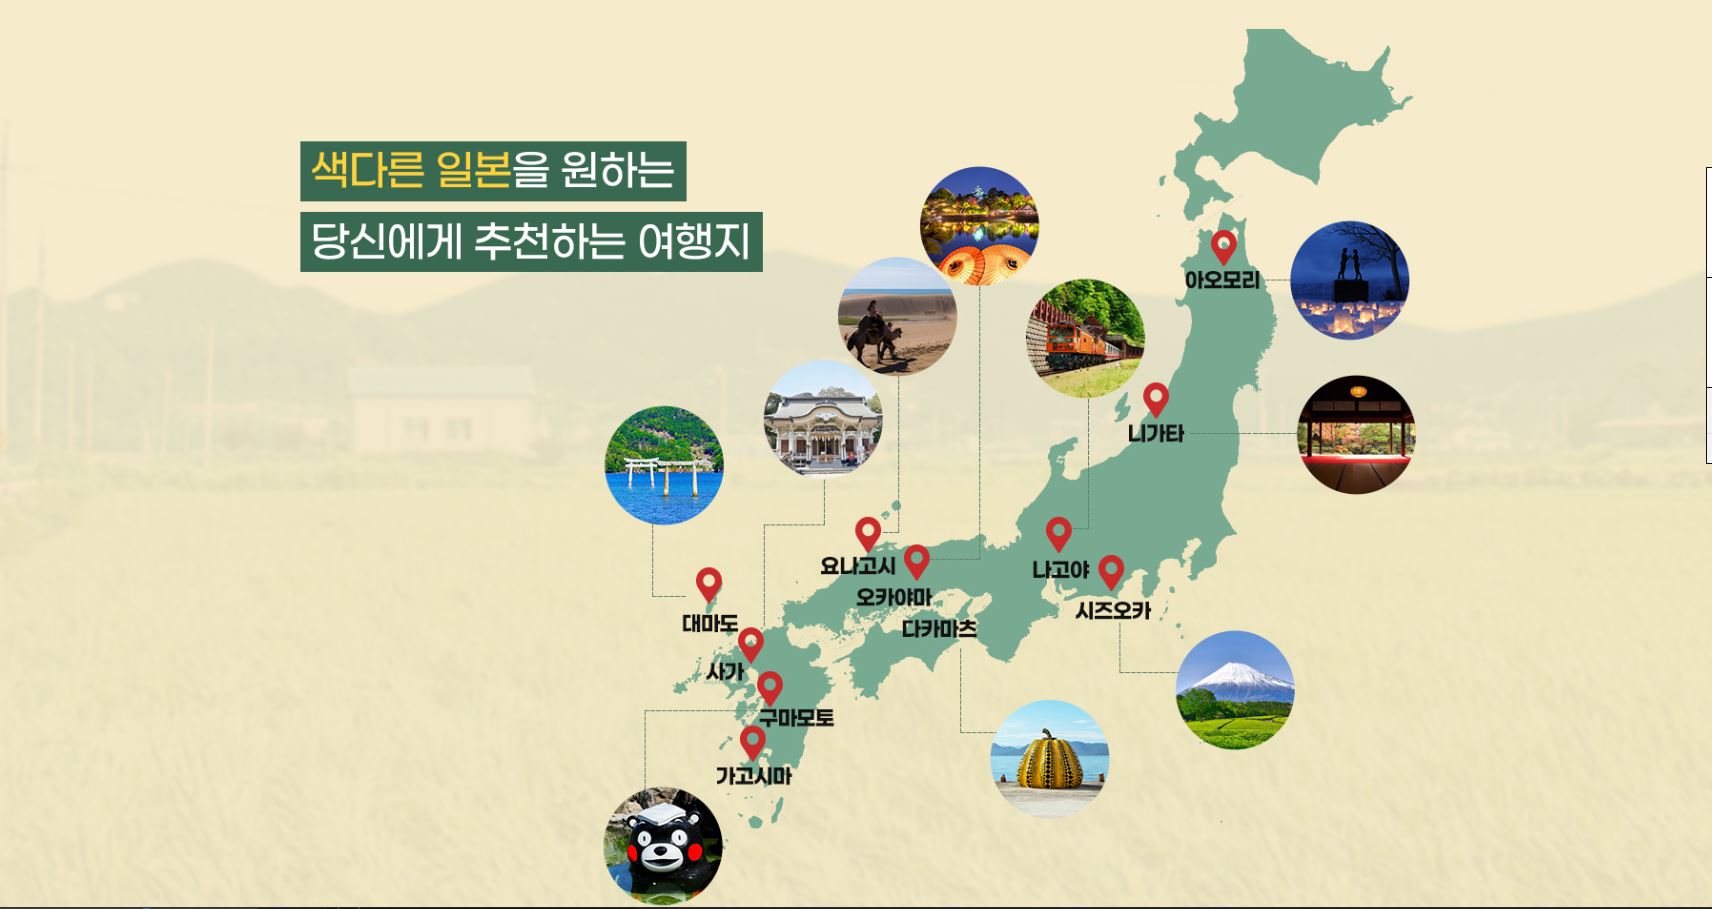 색다른 일본을 원하는
당신에게 추천하는 여행지
아오모리
니가타
요나고시
오카야마
나고야
시즈오카
다카마츠
대마도
사가
구마모토
가고시마